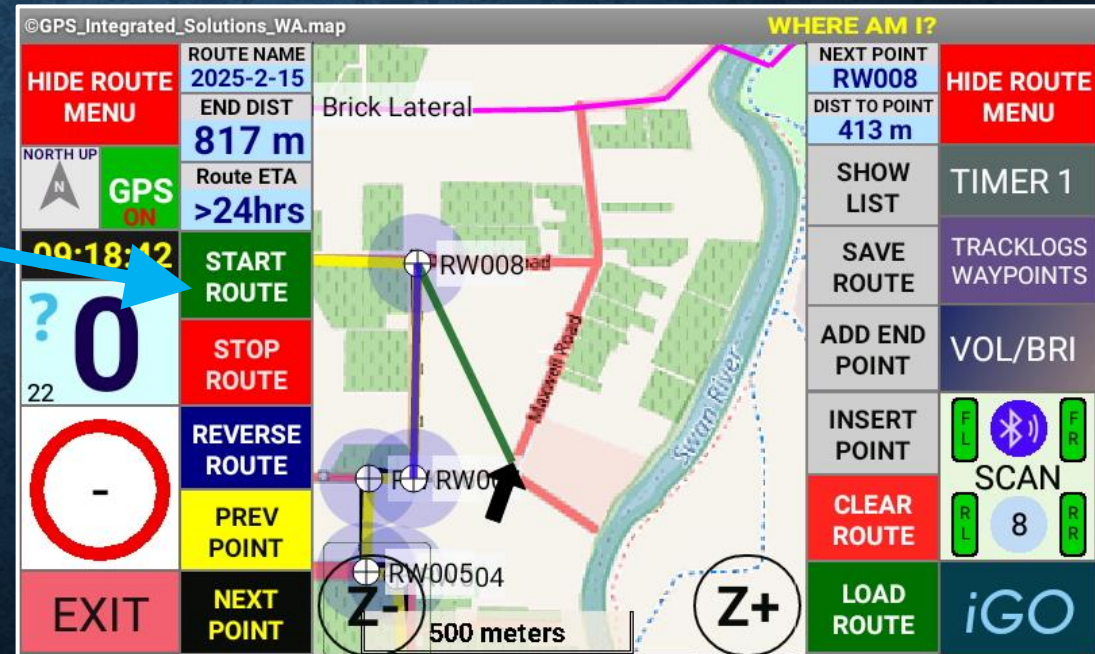 ©GPS_Integrated_Solutions_WA.map
WHERE AM I?
HIDE ROUTE
MENU
NORTH UP
N
GPS
ON
09:18:42
?
0
22
-
EXIT
ROUTE NAME
2025-2-15
END DIST
817 m
Route ETA
>24hrs
START
ROUTE
STOP
ROUTE
REVERSE
ROUTE
PREV
POINT
NEXT
POINT
Brick Lateral
RW008
Maxwell Road
Swan River
RW005
04
Z-
500 meters
Z+
NEXT POINT
RW008
DIST TO POINT
413 m
SHOW
LIST
SAVE
ROUTE
ADD END
POINT
INSERT
POINT
CLEAR
ROUTE
LOAD
ROUTE
HIDE ROUTE
MENU
TIMER 1
TRACKLOGS
WAYPOINTS
VOL/BRI
FL
FR
SCAN
RL
8
RR
iGO